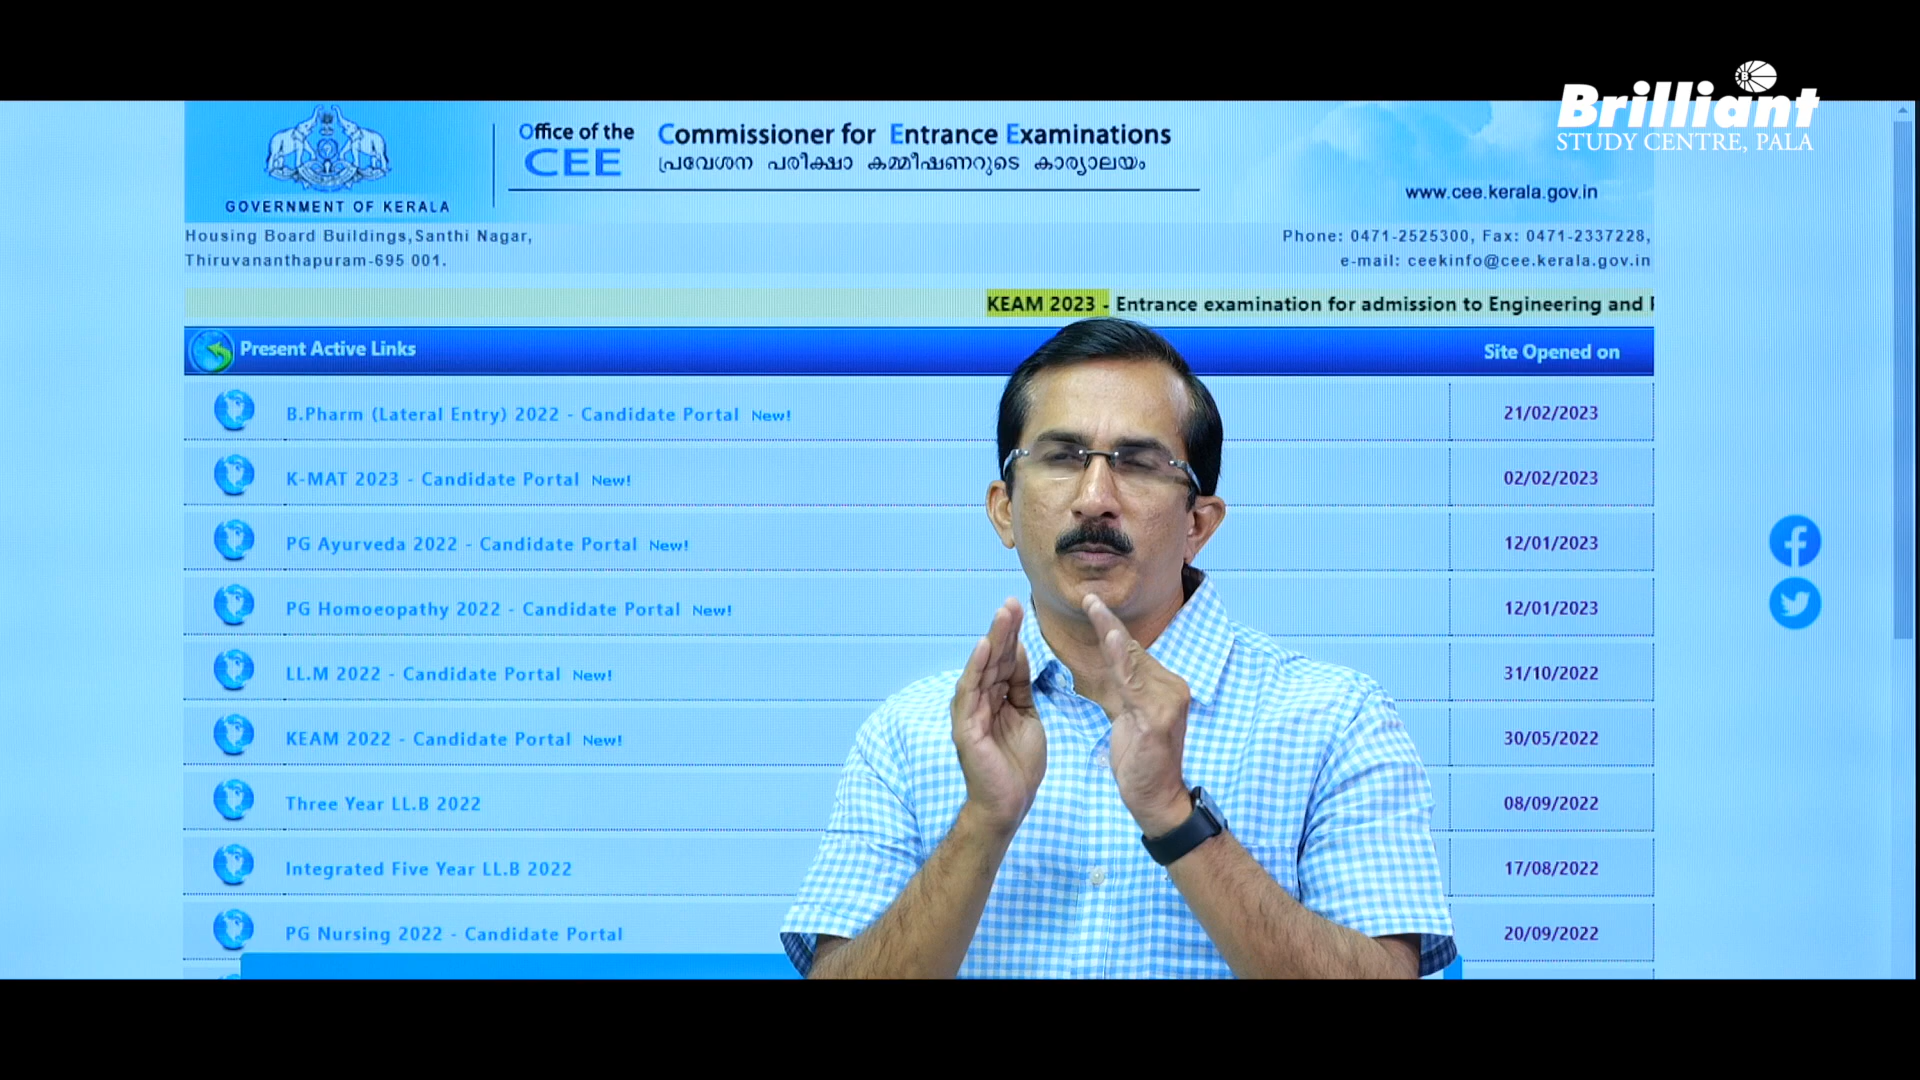 Brilliant
STUDY CENTRE, PALA
GOVERNMENT OF KERALA
Office of the
CEE
Commissioner for Entrance Examinations
പ്രവേശന പരീക്ഷാ കമ്മീഷണറുടെ കാര്യാലയം
www.cee.kerala.gov.in
Housing Board Buildings,Santhi Nagar,
Thiruvananthapuram-695 001.
Phone: 0471-2525300, Fax: 0471-2337228,
e-mail: ceekinfo@cee.kerala.gov.in
KEAM 2023 - Entrance examination for admission to Engineering and
Present Active Links Site Opened on
B.Pharm (Lateral Entry) 2022 - Candidate Portal New! 21/02/2023
K-MAT 2023 - Candidate Portal New! 02/02/2023
PG Ayurveda 2022 - Candidate Portal New! 12/01/2023
PG Homoeopathy 2022 - Candidate Portal New! 12/01/2023
LL.M 2022 - Candidate Portal New! 31/10/2022
KEAM 2022 - Candidate Portal New! 30/05/2022
Three Year LL.B 2022 08/09/2022
Integrated Five Year LL.B 2022 17/08/2022
PG Nursing 2022 - Candidate Portal 20/09/2022